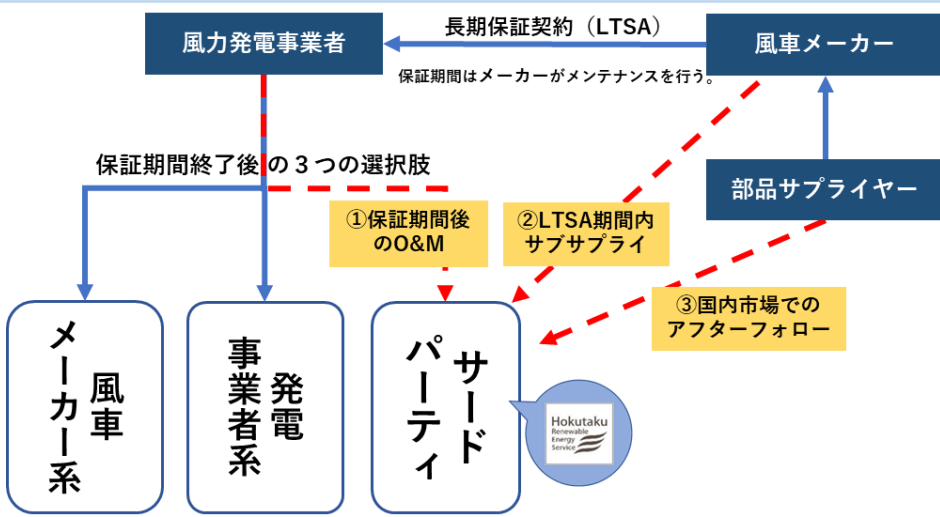 風力発電事業者
長期保証契約（LTSA）
風車メーカー
保証期間はメーカーがメンテナンスを行う。
保証期間終了後の３つの選択肢
部品サプライヤー
①保証期間後
のO&M
②LTSA期間内
サブサプライ
③国内市場での
アフターフォロー
風車
メーカー系
発電
事業者系
サード
パーティ
Hokutaku
Renewable
Energy
Service